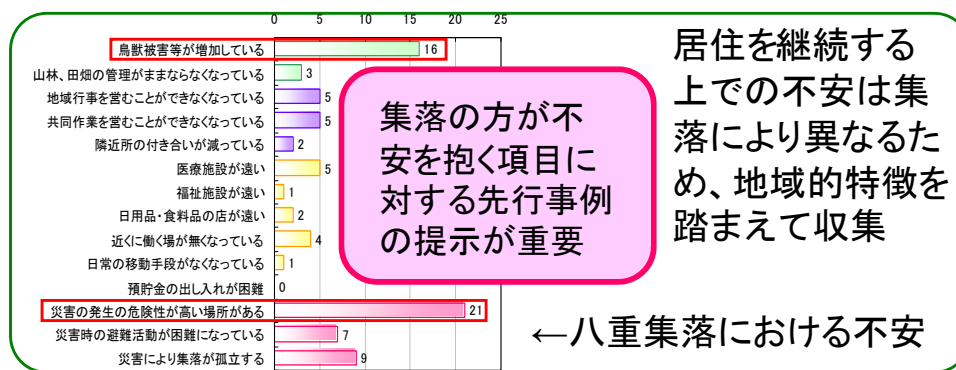 0 5 10 15 20 25
鳥獣被害等が増加している 16
山林、田畑の管理がままならなくなっている 3
地域行事を営むことができなくなっている 5
共同作業を営むことができなくなっている 5
隣近所の付き合いが減っている 2
医療施設が遠い 5
福祉施設が遠い 1
日用品・食料品の店が遠い 2
近くに働く場が無くなっている 4
日常の移動手段がなくなっている 1
預貯金の出し入れが困難 0
災害の発生の危険性が高い場所がある 21
災害時の避難活動が困難になっている 7
災害により集落が孤立する 9
集落の方が不
安を抱く項目に
対する先行事例
の提示が重要
居住を継続する
上での不安は集
落により異なるた
め、地域的特徴を
踏まえて収集
←八重集落における不安